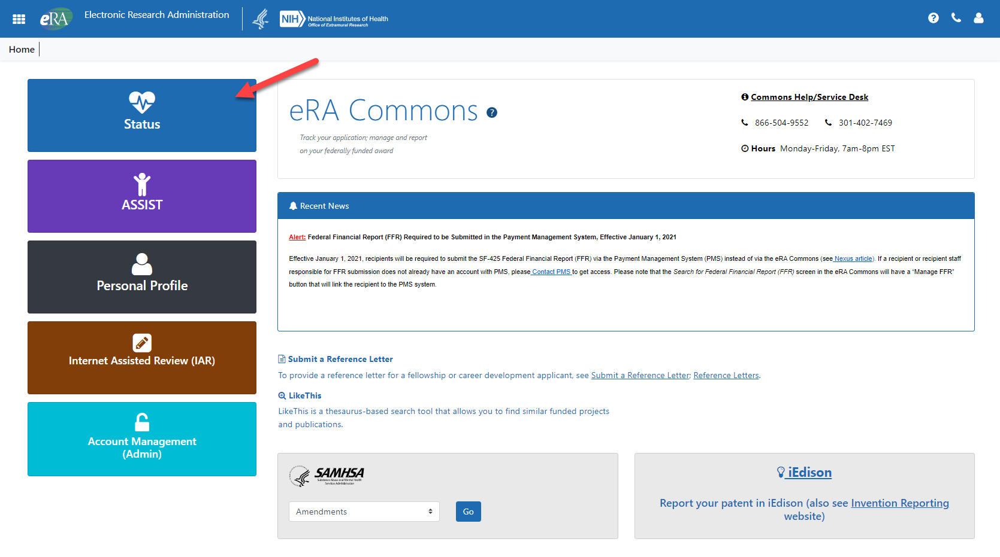 eRA
Electronic Research Administration
NIH
National Institutes of Health
Office of Extramural Research
Home
Status
ASSIST
Personal Profile
Internet Assisted Review (IAR)
Account Management
(Admin)
eRA Commons
Track your application; manage and report
on your federally funded award
Commons Help/Service Desk
866-504-9552 301-402-7469
Hours Monday-Friday, 7am-8pm EST
Recent News
Alert: Federal Financial Report (FFR) Required to be Submitted in the Payment Management System, Effective January 1, 2021
Effective January 1, 2021, recipients will be required to submit the SF-425 Federal Financial Report (FFR) via the Payment Management System (PMS) instead of via the eRA Commons (see Nexus article). If a recipient or recipient staff
responsible for FFR submission does not already have an account with PMS, please Contact PMS to get access. Please note that the Search for Federal Financial Report (FFR) screen in the eRA Commons will have a “Manage FFR”
button that will link the recipient to the PMS system.
Submit a Reference Letter
To provide a reference letter for a fellowship or career development applicant, see Submit a Reference Letter; Reference Letters.
LikeThis
LikeThis is a thesaurus-based search tool that allows you to find similar funded projects
and publications.
SAMHSA
Substance Abuse and Mental Health
Services Administration
Amendments
Go
iEdison
Report your patent in iEdison (also see Invention Reporting
website)